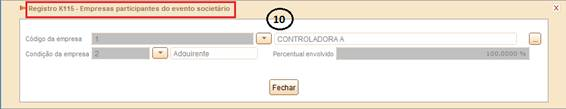 Registro K115 - Empresas participantes do evento societário
10
Código da empresa 1 CONTROLADORA A ...
Condição da empresa 2 Adquirente Percentual envolvido 100,0000 %
Fechar